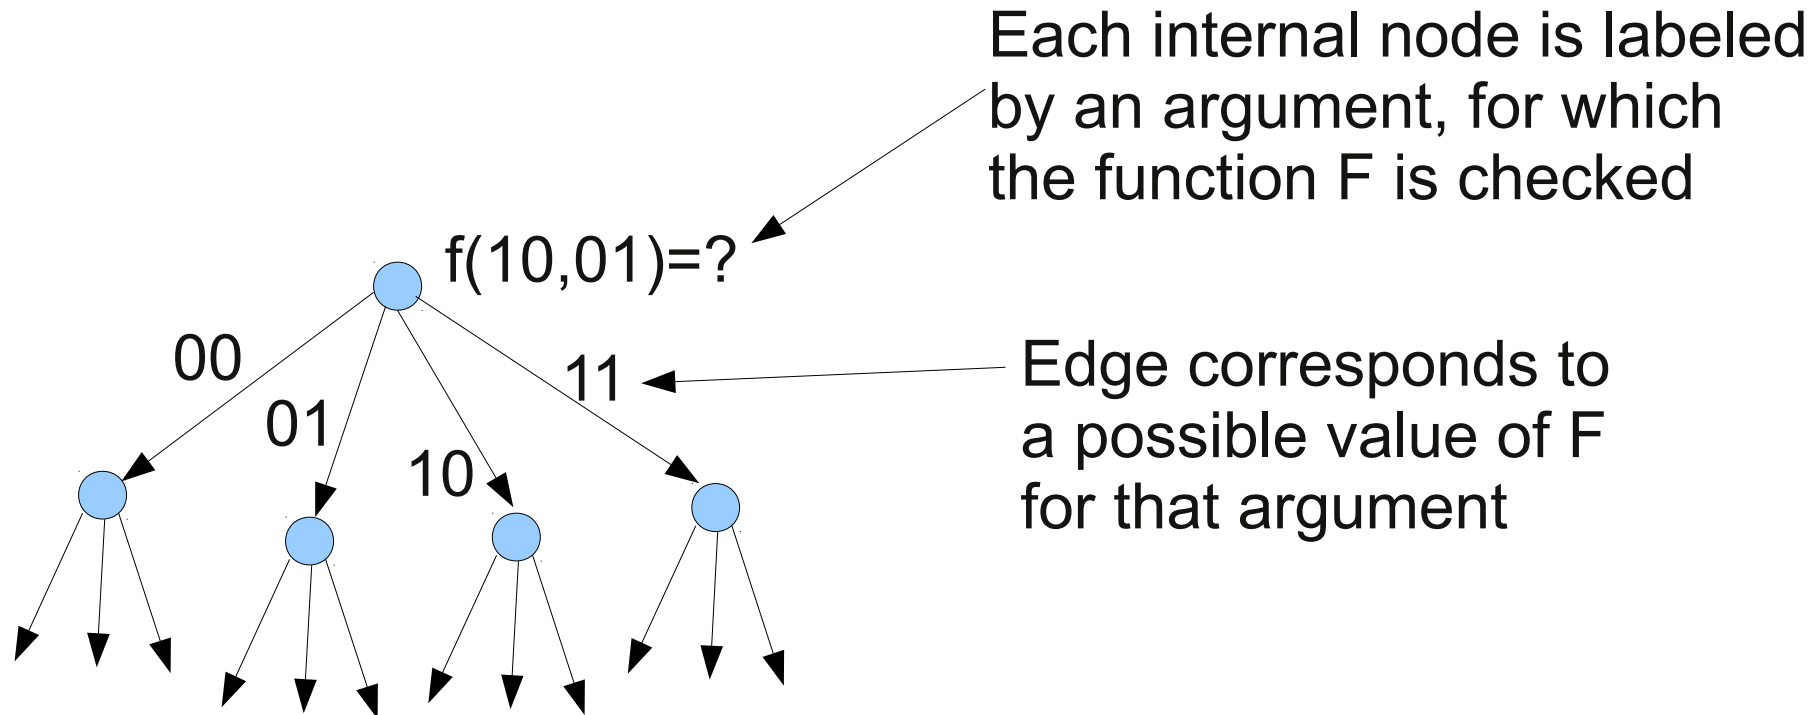 Each internal node is labeled
by an argument, for which
the function F is checked
f(10,01)=?
00
01
10
11
Edge corresponds to
a possible value of F
for that argument